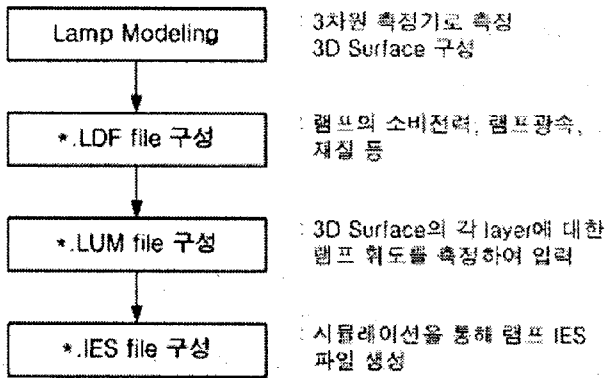 Lamp Modeling
: 3차원 측정기로 측정
3D Surface 구성
*.LDF file 구성
: 램프의 소비전력, 램프광속,
재질 등
*.LUM file 구성
: 3D Surface의 각 layer에 대한
램프 휘도를 측정하여 입력
*.IES file 구성
: 시뮬레이션을 통해 램프 IES
파일 생성